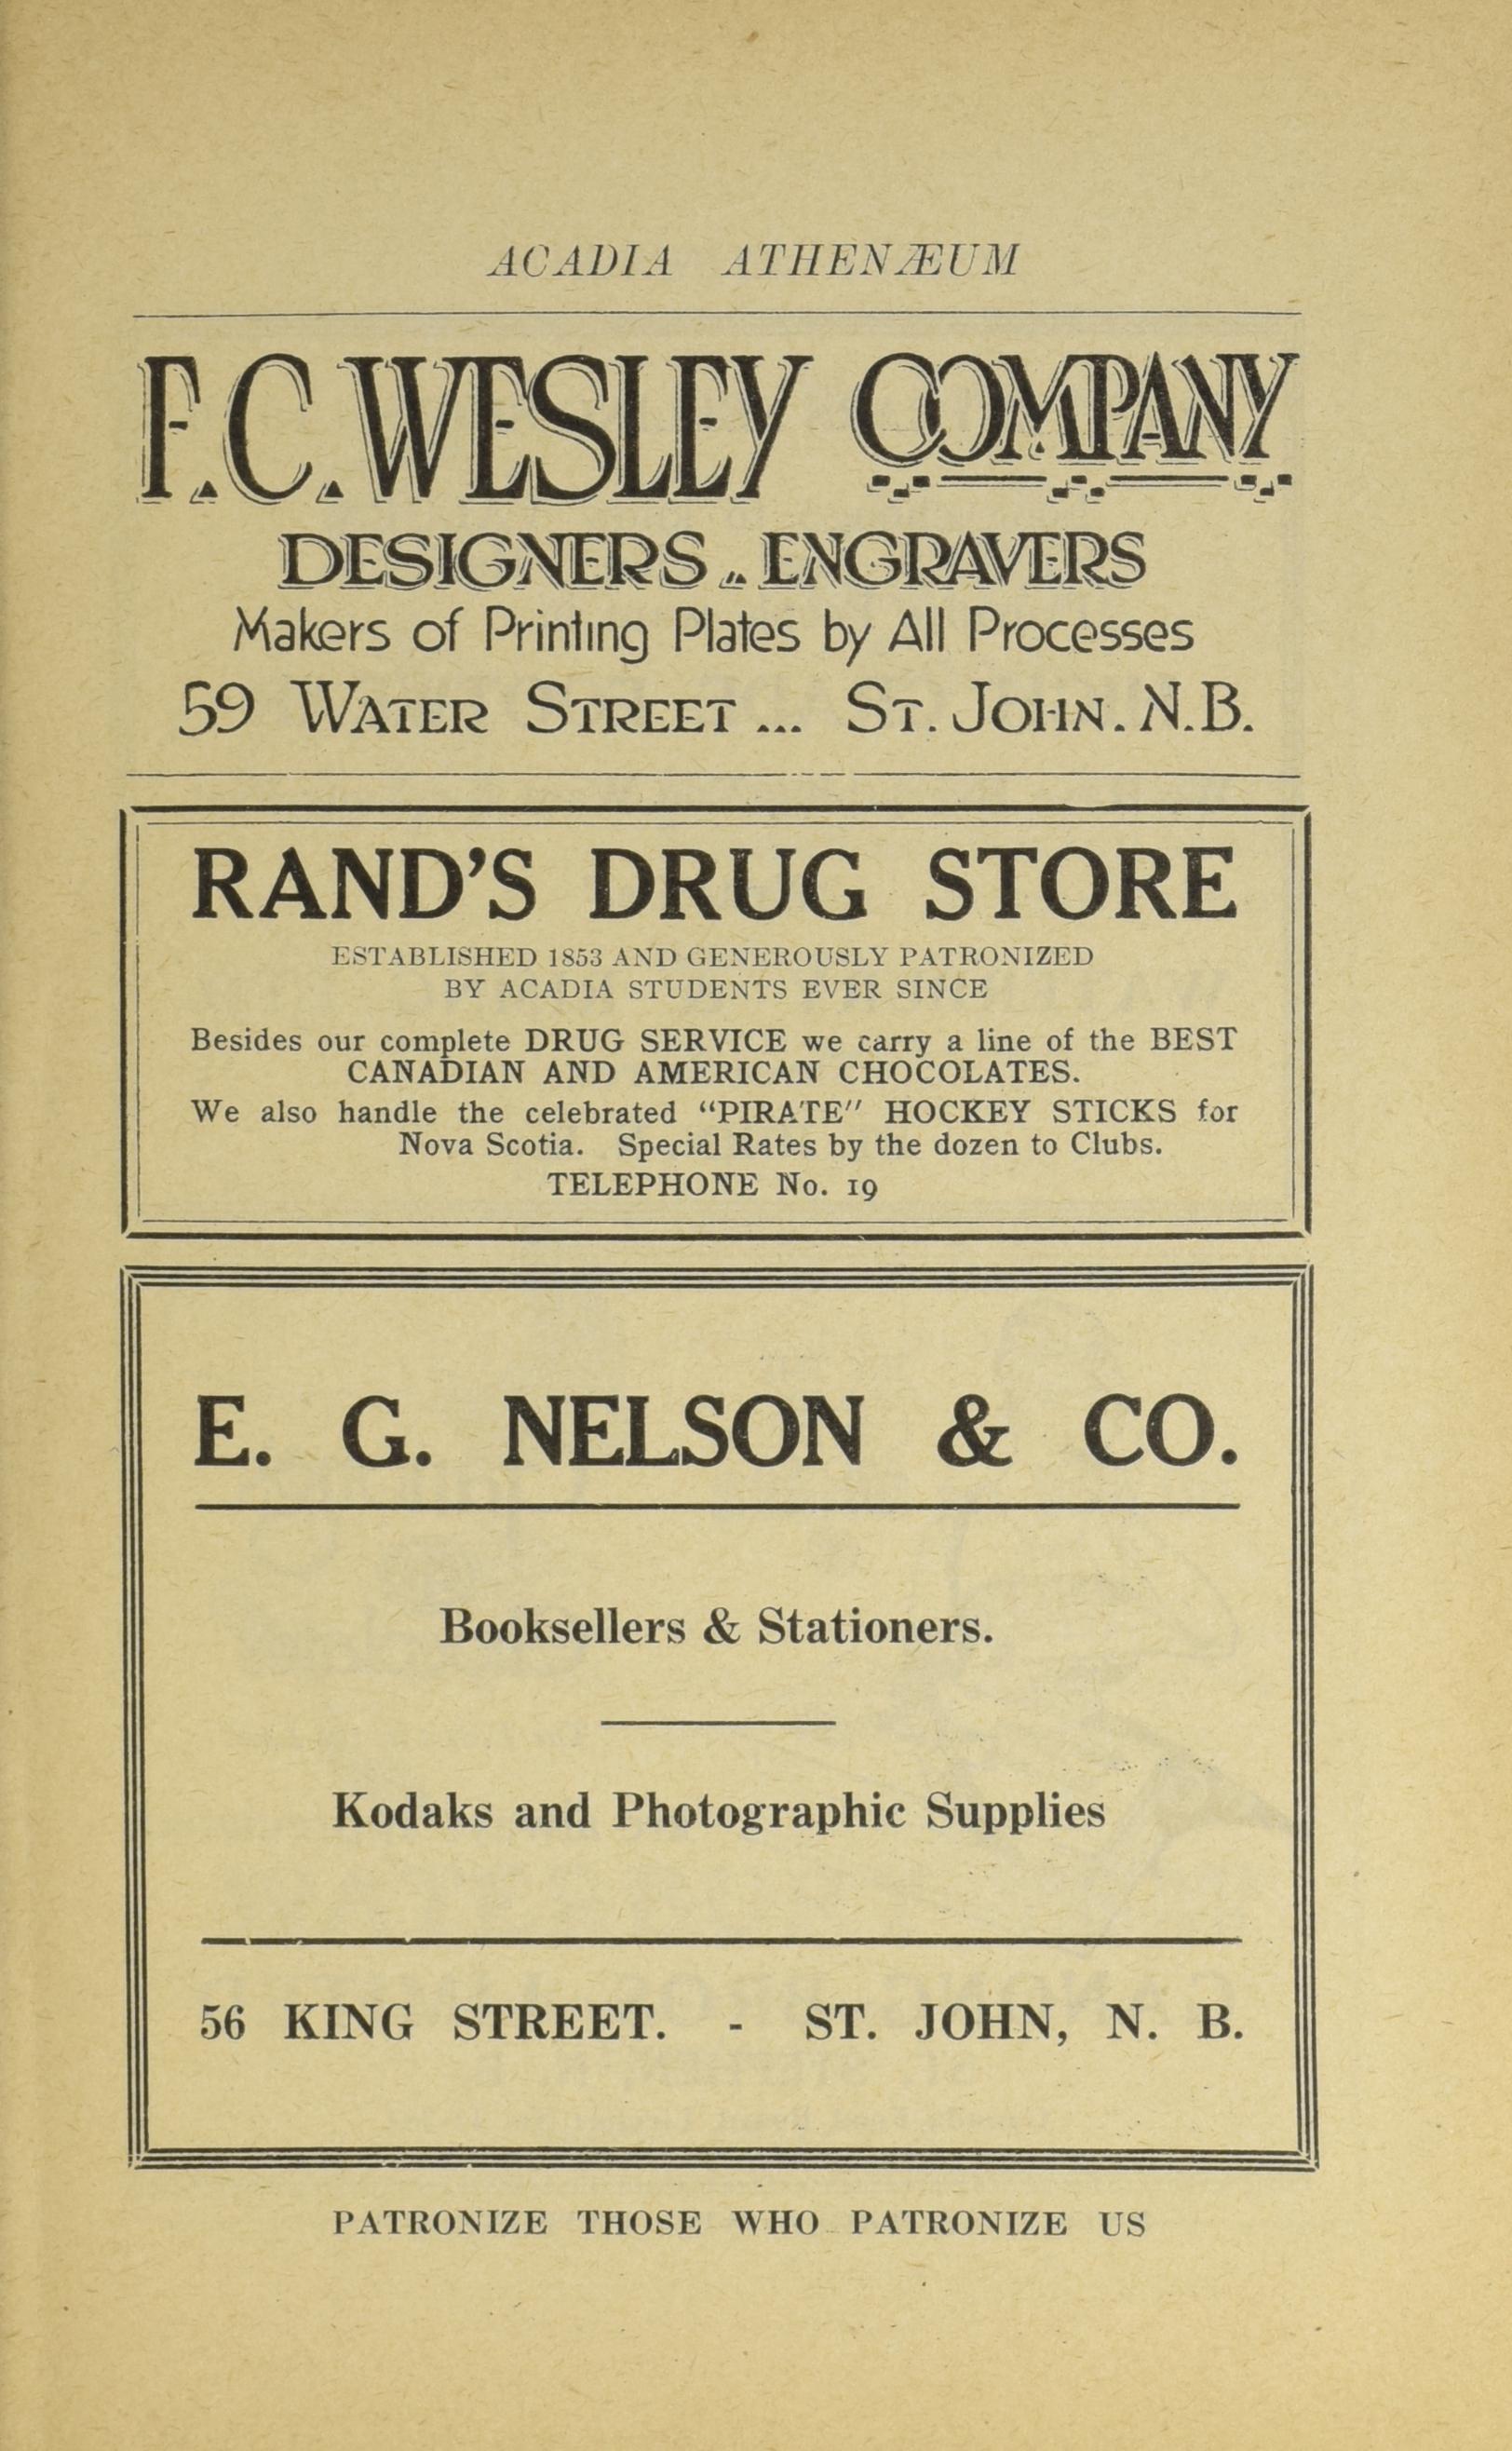 ACADIA ATHENÆUM
F.C. WESLEY COMPANY
DESIGNERS .. ENGRAVERS
Makers of Printing Plates by All Processes
59 WATER STREET ... ST. JOHN. N.B.
RAND'S DRUG STORE
ESTABLISHED 1853 AND GENEROUSLY PATRONIZED
BY ACADIA STUDENTS EVER SINCE
Besides our complete DRUG SERVICE we carry a line of the BEST
CANADIAN AND AMERICAN CHOCOLATES.
We also handle the celebrated “PIRATE” HOCKEY STICKS for
Nova Scotia. Special Rates by the dozen to Clubs.
TELEPHONE No. 19
E. G. NELSON & CO.
Booksellers & Stationers.
Kodaks and Photographic Supplies
56 KING STREET. - ST. JOHN, N. B.
PATRONIZE THOSE WHO PATRONIZE US